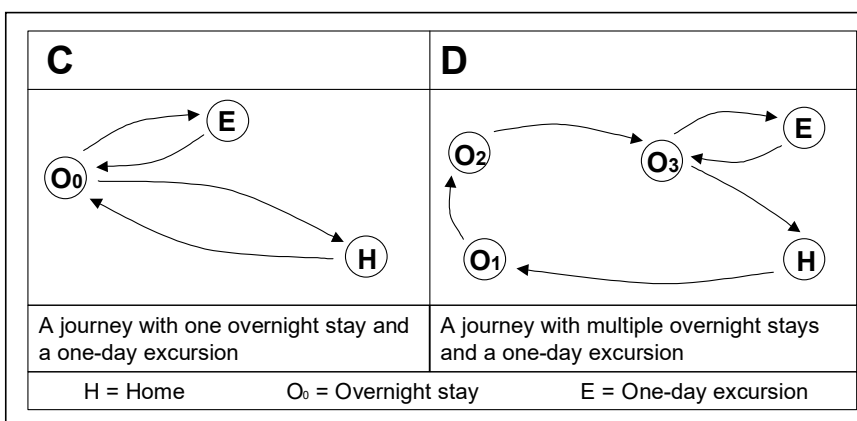 C
D
E
O₀
H
O₂
O₃
E
O₁
H
A journey with one overnight stay and
a one-day excursion
A journey with multiple overnight stays
and a one-day excursion
H = Home O₀ = Overnight stay E = One-day excursion